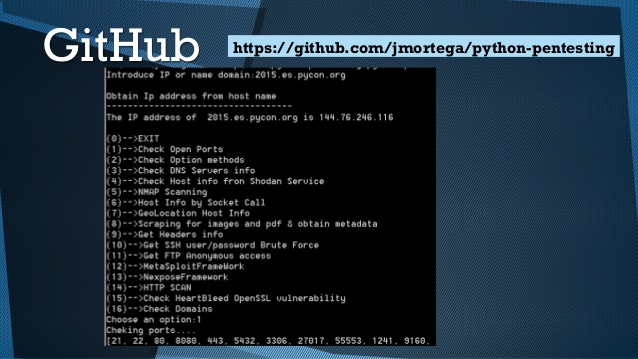 GitHub
https://github.com/jmortega/python-pentesting
Introduce IP or name domain:2015.es.pycon.org
Obtain Ip address from host name
----------------------------------
The IP address of  2015.es.pycon.org is 144.76.246.116
(0)-->EXIT
(1)-->Check Open Ports
(2)-->Check Option methods
(3)-->Check DNS Servers info
(4)-->Check Host info fron Shodan Service
(5)-->NMAP Scanning
(6)-->Host Info by Socket Call
(7)-->GeoLocation Host Info
(8)-->Scraping for images and pdf & obtain metadata
(9)-->Get Headers info
(10)-->Get SSH user/password Brute Force
(11)-->Get FTP Anonymous access
(12)-->MetaSploitFrameWork
(13)-->NexposeFramework
(14)-->HTTP SCAN
(15)-->Check HeartBleed OpenSSL vulnerability
(16)-->Check Domains
Choose an option:1
Cheking ports....
[21, 22, 80, 8080, 443, 5432, 3306, 27017, 55553, 1241, 9160,